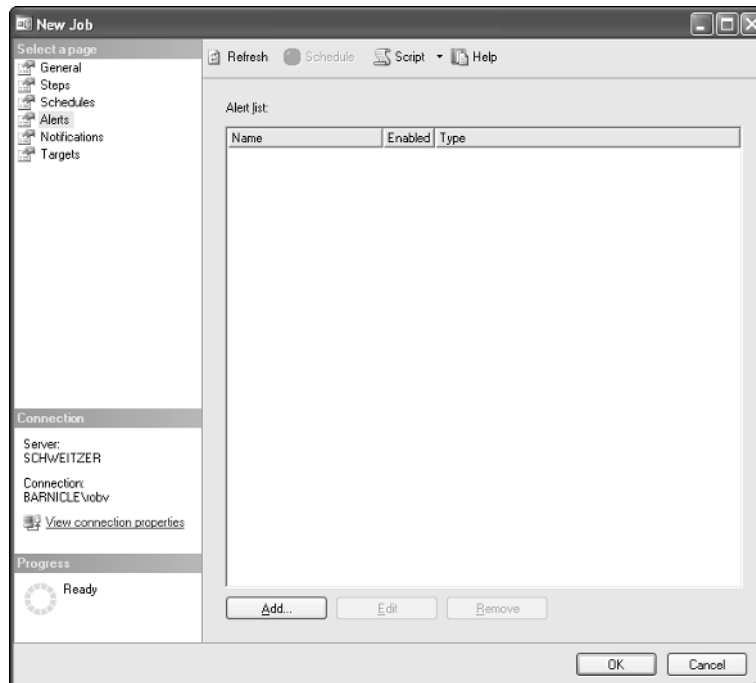 New Job
Select a page
General
Steps
Schedules
Alerts
Notifications
Targets
Refresh Schedule Script Help
Alert list:
Name Enabled Type
Connection
Server:
SCHWEITZER
Connection:
BARNICLE\robv
View connection properties
Progress
Ready
Add... Edit Remove
OK Cancel